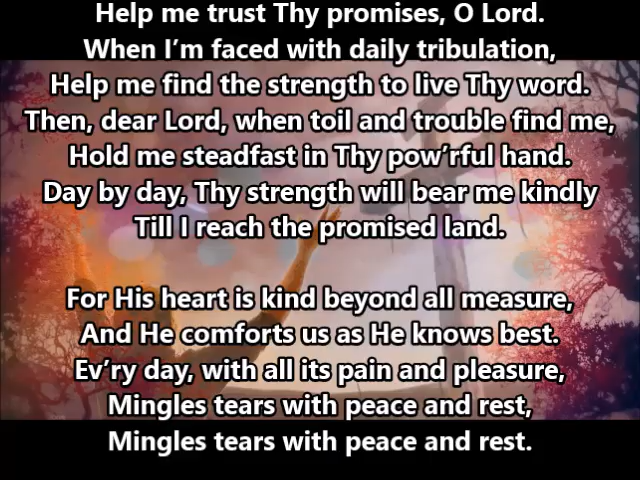 Help me trust Thy promises, O Lord.
When I’m faced with daily tribulation,
Help me find the strength to live Thy word.
Then, dear Lord, when toil and trouble find me,
Hold me steadfast in Thy pow’rful hand.
Day by day, Thy strength will bear me kindly
Till I reach the promised land.
For His heart is kind beyond all measure,
And He comforts us as He knows best.
Ev’ry day, with all its pain and pleasure,
Mingles tears with peace and rest,
Mingles tears with peace and rest.